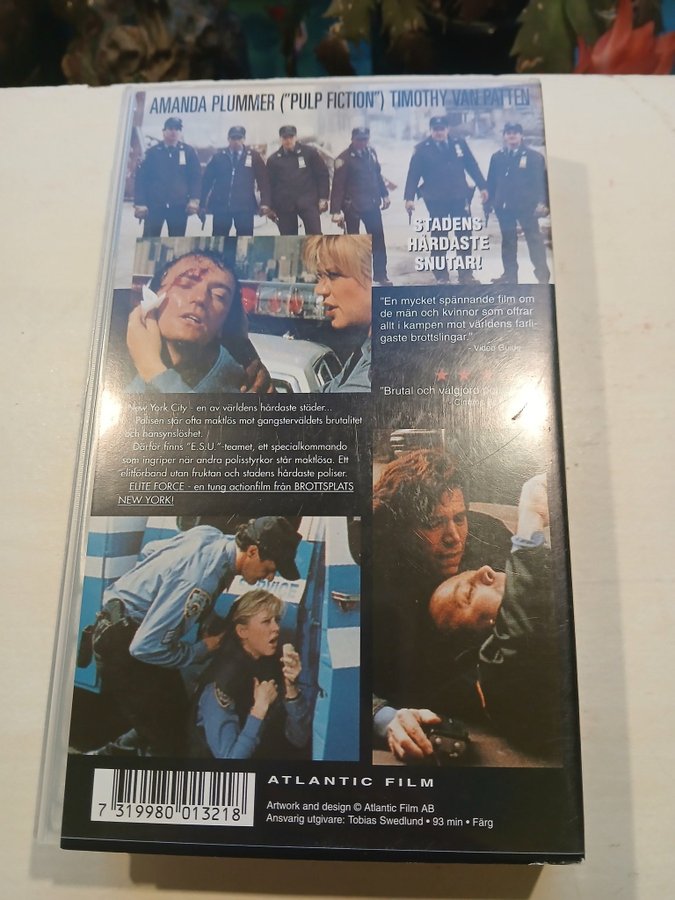 AMANDA PLUMMER ("PULP FICTION") TIMOTHY VAN PATTEN
STADENS
HÅRDASTE
SNUTAR!
"En mycket spännande film om
de män och kvinnor som offrar
allt i kampen mot världens farli-
gaste brottslingar."
- Video Guide
"Brutal och välgjord
New York City - en av världens hårdaste städer...
Polisen står ofta maktlös mot gangsterväldets brutalitet
och hänsynslöshet.
Därför finns "E.S.U."-teamet, ett specialkommando
som ingriper när andra polisstyrkor står maktlösa. Ett
elitförband utan fruktan och stadens hårdaste poliser.
ELITE FORCE - en tung actionfilm från BROTTSPLATS
NEW YORK!
SERVICE
7 319980 013218
ATLANTIC FILM
Artwork and design © Atlantic Film AB
Ansvarig utgivare: Tobias Swedlund • 93 min • Färg